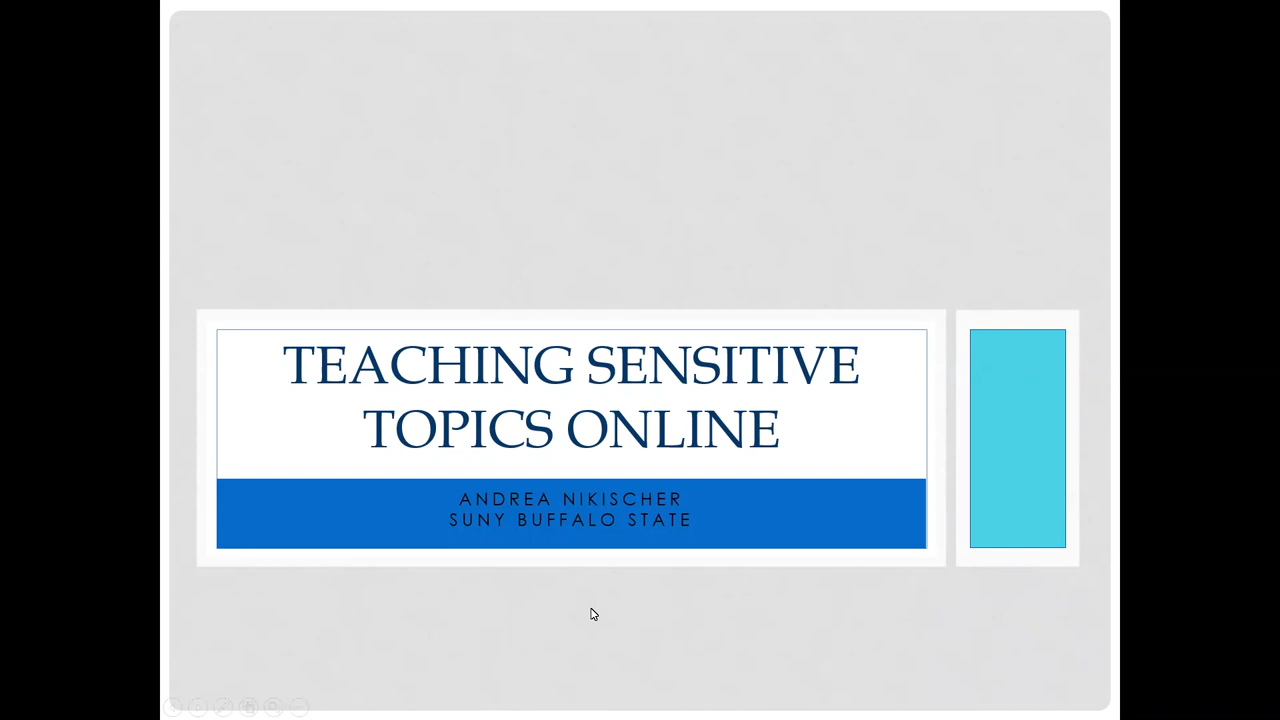 TEACHING SENSITIVE
TOPICS ONLINE
ANDREA NIKISCHER
SUNY BUFFALO STATE